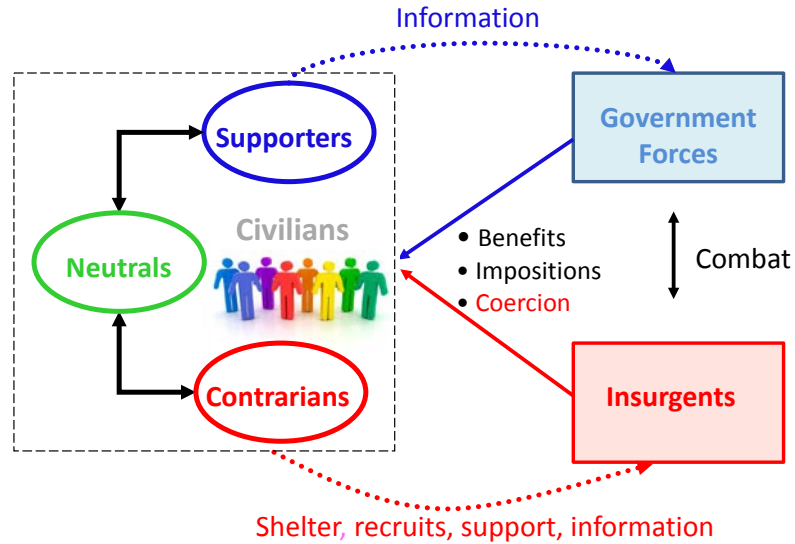 Information
Supporters
Government
Forces
Civilians
• Benefits
• Impositions
• Coercion
Combat
Neutrals
Contrarians
Insurgents
Shelter, recruits, support, information